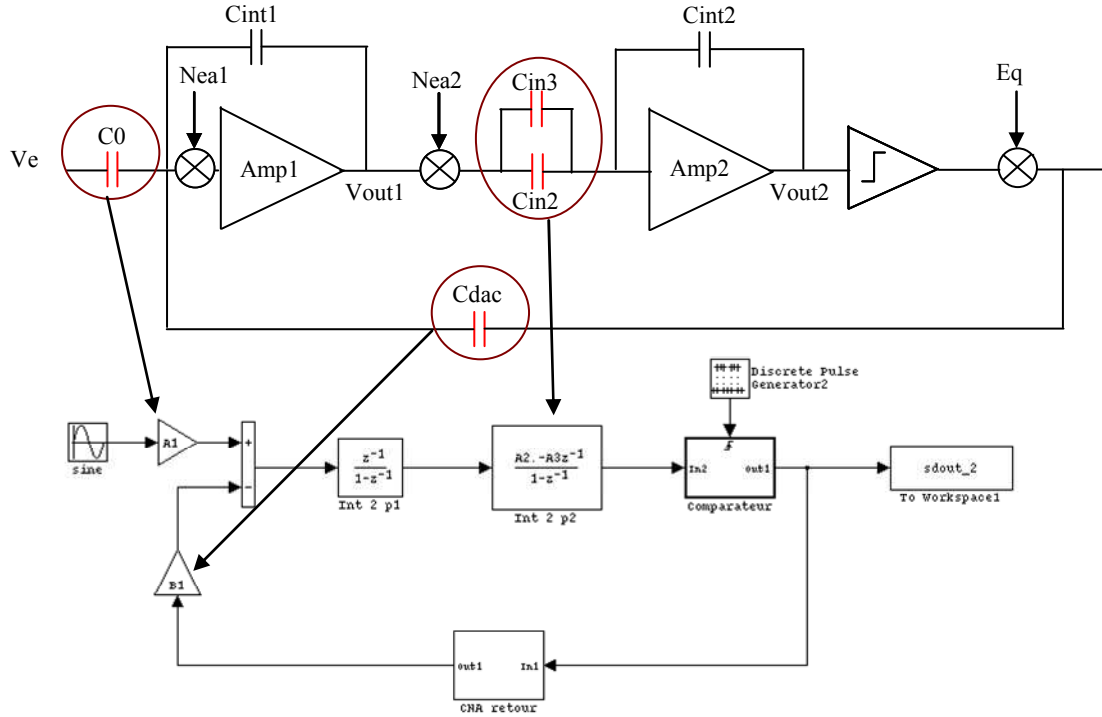 Cint1
Cint2
Nea1
Nea2
Cin3
Eq
C0
Ve
Amp1
Amp2
Vout1
Cin2
Vout2
Cdac
Discrete Pulse
Generator2
sine
A1
+
−
z⁻¹
1-z⁻¹
Int 2 p1
A2.-A3z⁻¹
1-z⁻¹
Int 2 p2
In2
Out1
Comparateur
sdout_2
To Workspace1
B1
Out1
In1
CNA retour